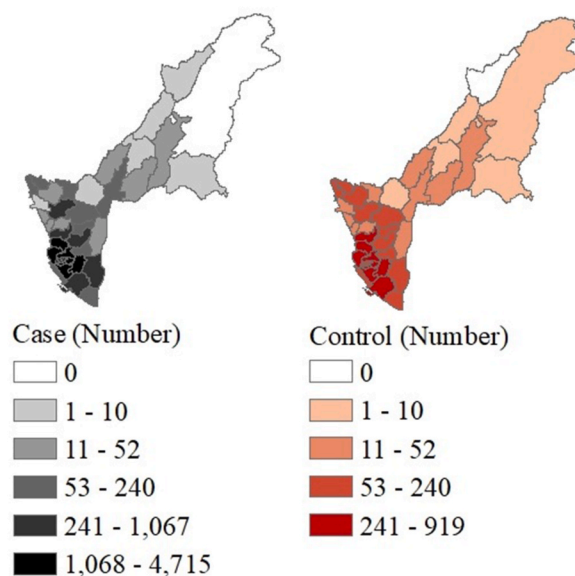 Case (Number)
0
1 - 10
11 - 52
53 - 240
241 - 1,067
1,068 - 4,715
Control (Number)
0
1 - 10
11 - 52
53 - 240
241 - 919